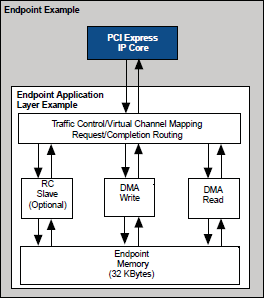 Endpoint Example
PCI Express
IP Core
Endpoint Application
Layer Example
Traffic Control/Virtual Channel Mapping
Request/Completion Routing
RC
Slave
(Optional)
DMA
Write
DMA
Read
Endpoint
Memory
(32 KBytes)